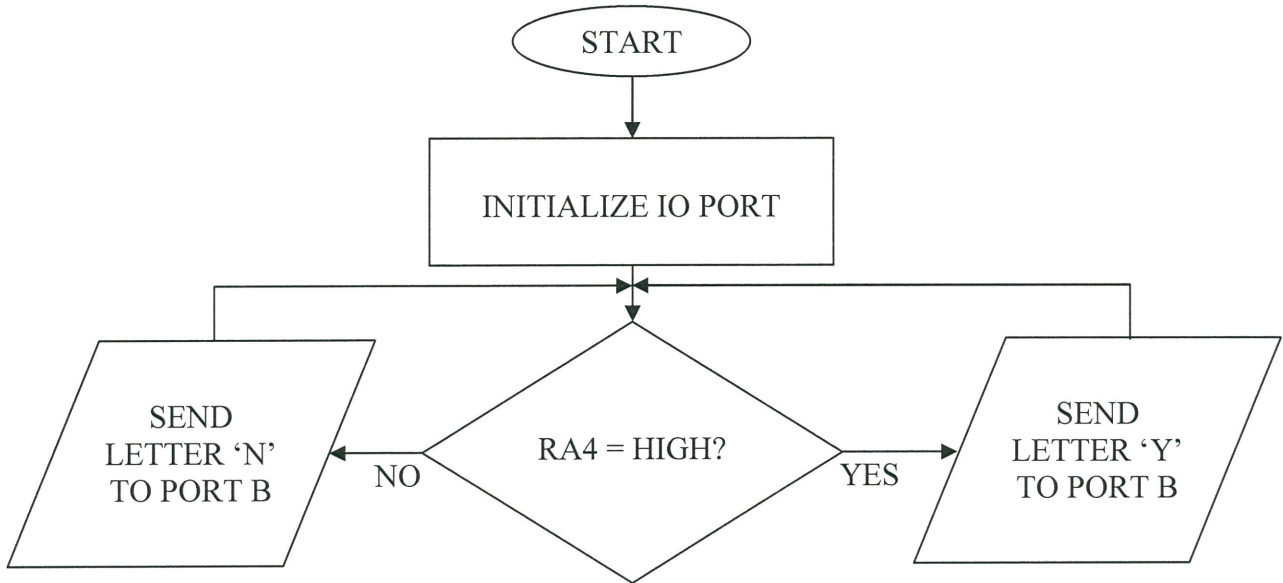 START
INITIALIZE IO PORT
SEND
LETTER ‘N’
TO PORT B
NO
RA4 = HIGH?
YES
SEND
LETTER ‘Y’
TO PORT B